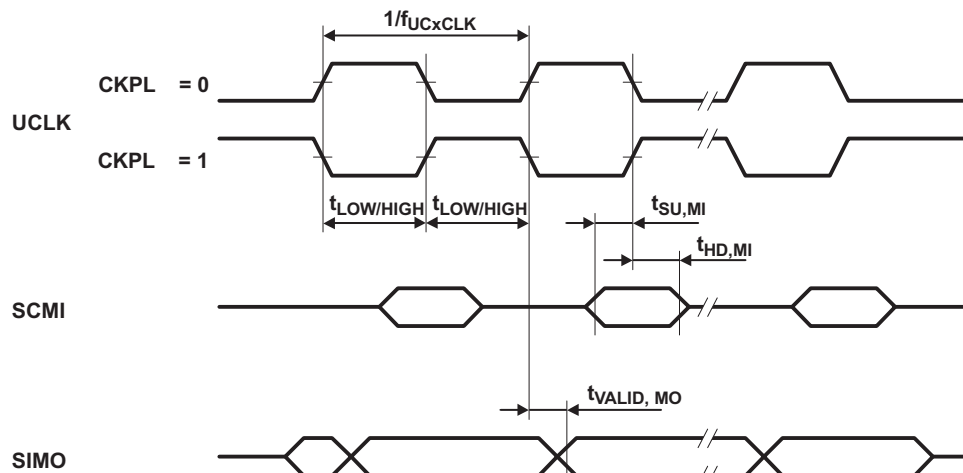 1/fUCxCLK
CKPL = 0
UCLK
CKPL = 1
tLOW/HIGH tLOW/HIGH tSU,MI
tHD,MI
SCMI
tVALID, MO
SIMO